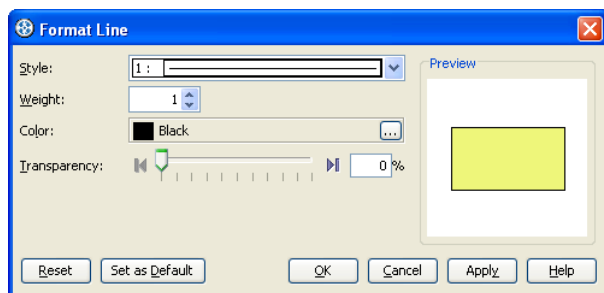 Format Line
Style:
1 :
Weight:
1
Color:
Black
...
Transparency:
0 %
Preview
Reset
Set as Default
OK
Cancel
Apply
Help